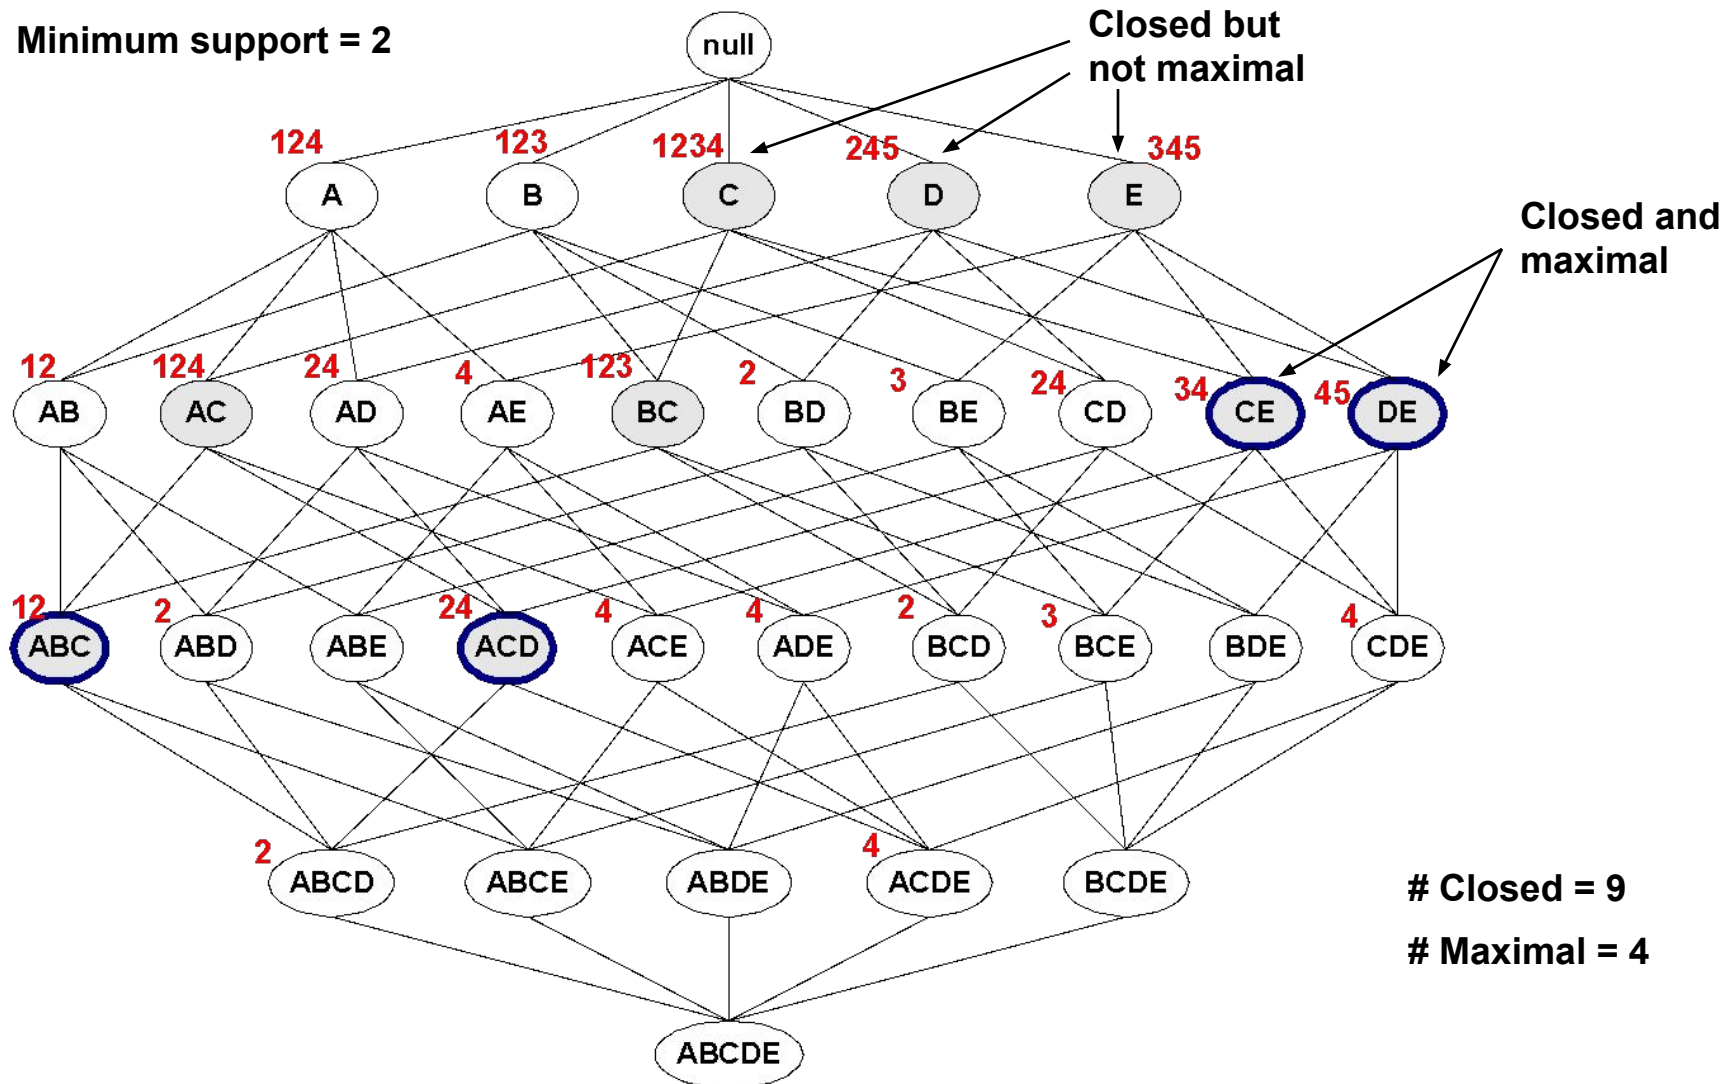 Minimum support = 2
null
Closed but
not maximal
124
123
1234
245
345
A
B
C
D
E
Closed and
maximal
12
124
24
4
123
2
3
24
34
45
AB
AC
AD
AE
BC
BD
BE
CD
CE
DE
12
2
24
4
4
2
3
4
ABC
ABD
ABE
ACD
ACE
ADE
BCD
BCE
BDE
CDE
2
4
ABCD
ABCE
ABDE
ACDE
BCDE
# Closed = 9
# Maximal = 4
ABCDE